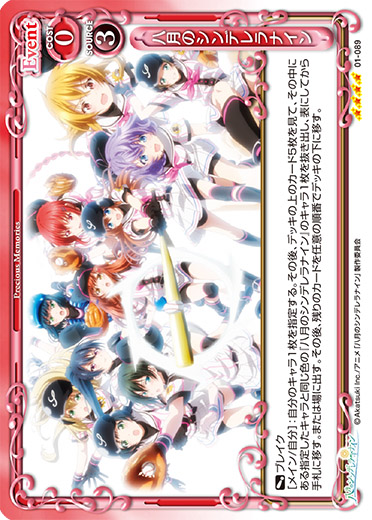 Event
COST
0
SOURCE
3
八月のシンデレラナイン
Precious Memories
ブレイク
[メイン/自分]:自分のキャラ1枚を指定する。その後、デッキの上のカード5枚を見て、その中に
ある指定したキャラと同じ色の「八月のシンデレラナイン」のキャラ1枚を抜き出し、表にしてから
手札に移す。または場に出す。その後、残りのカードを任意の順番でデッキの下に移す。
©Akatsuki Inc./アニメ「八月のシンデレラナイン」製作委員会
01-089